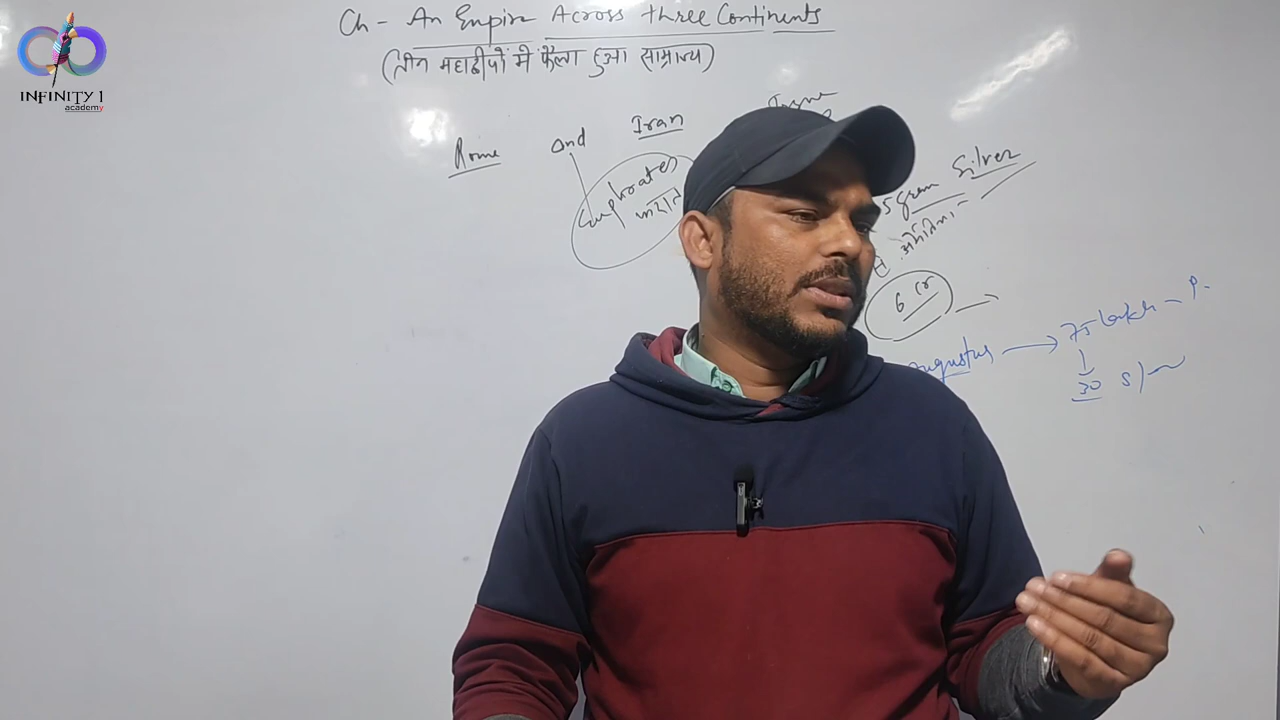 Ch - An Empire Across three Continents
(तीन महाद्वीपों में फैला हुआ साम्राज्य)
INFINITY 1
academy
Rome and Iran
Euphrates
gram Silver
6 cr
Augustus → 75 lakh - P.
30 S/